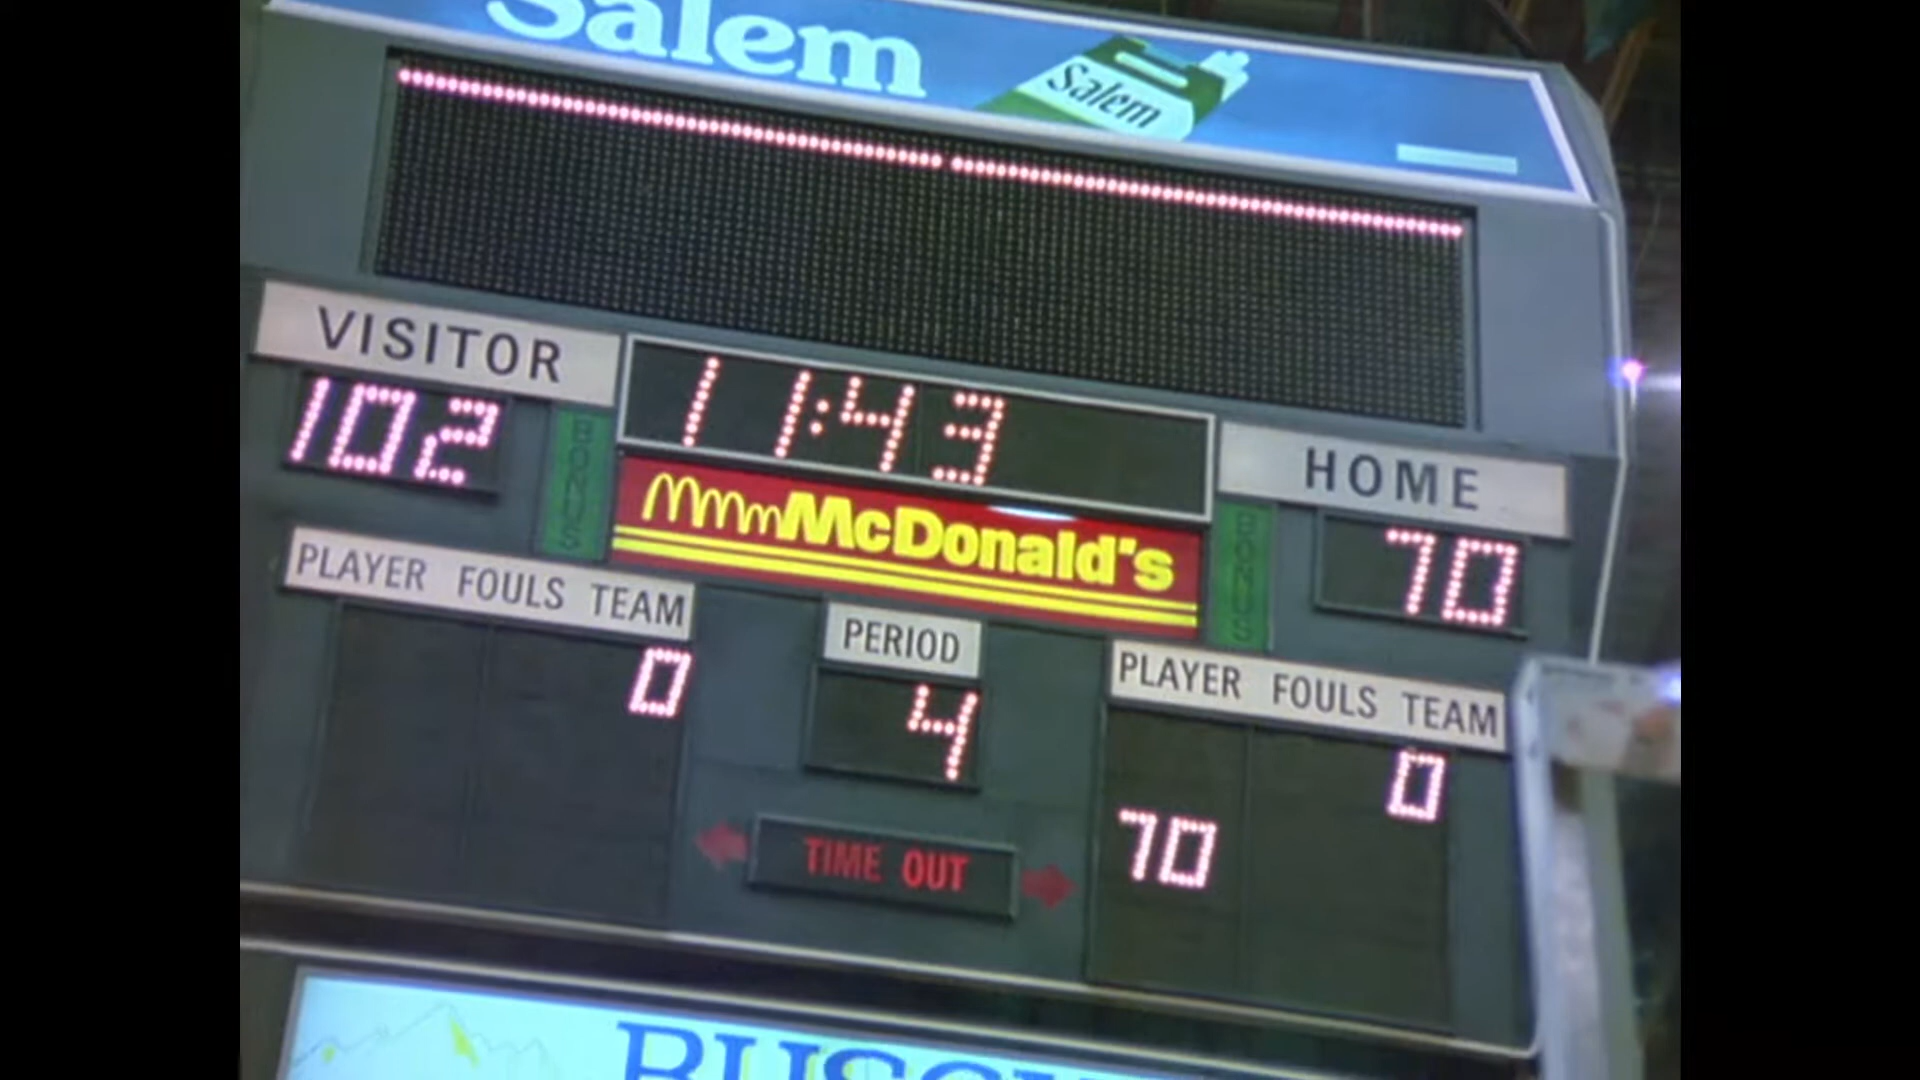 Salem
Salem
VISITOR
11:43
HOME
102
BONUS
McDonald's
BONUS
70
PLAYER FOULS TEAM
PERIOD
PLAYER FOULS TEAM
0
4
0
TIME OUT
70